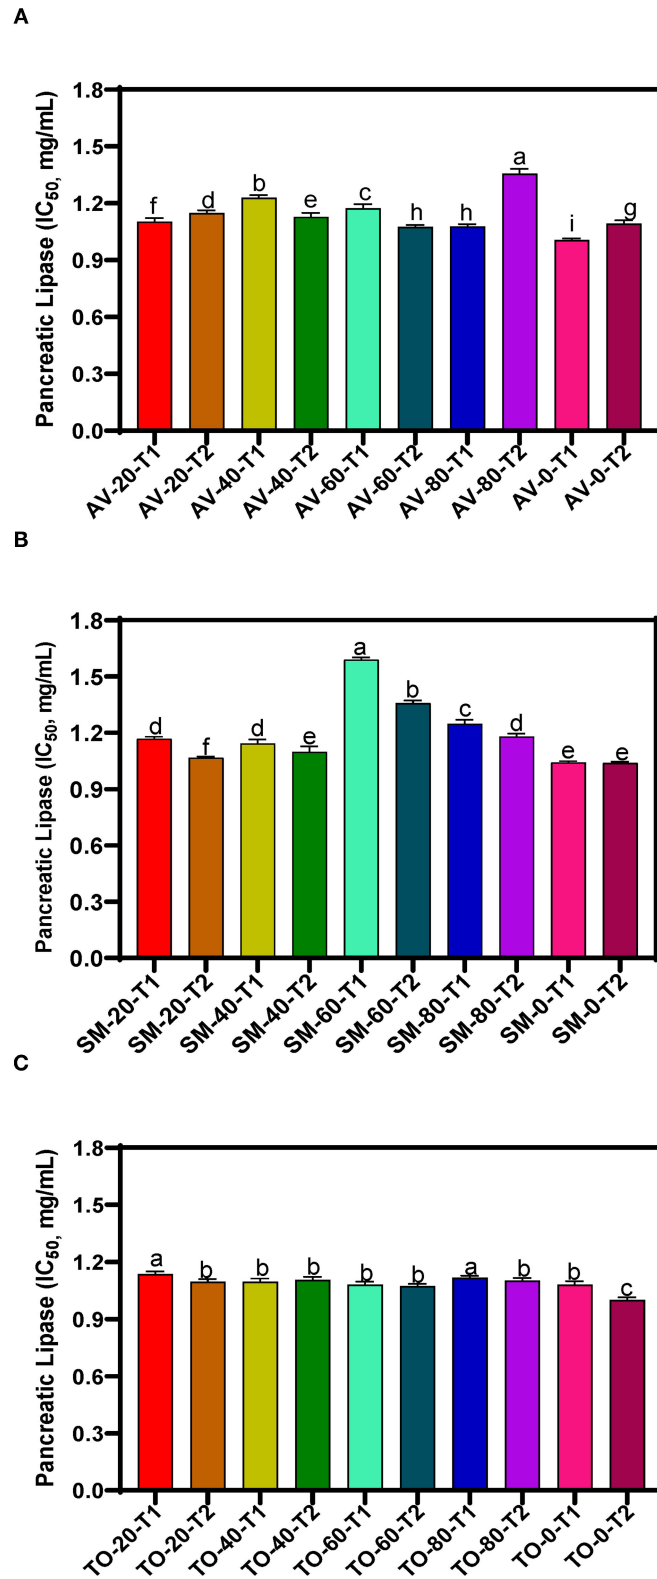 A
Pancreatic Lipase (IC50, mg/mL)
1.8
1.5
1.2
0.9
0.6
0.3
0.0
f
d
b
e
c
h
h
a
i
g
AV-20-T1
AV-20-T2
AV-40-T1
AV-40-T2
AV-60-T1
AV-60-T2
AV-80-T1
AV-80-T2
AV-0-T1
AV-0-T2
B
Pancreatic Lipase (IC50, mg/mL)
1.8
1.5
1.2
0.9
0.6
0.3
0.0
d
f
d
e
a
b
c
d
e
e
SM-20-T1
SM-20-T2
SM-40-T1
SM-40-T2
SM-60-T1
SM-60-T2
SM-80-T1
SM-80-T2
SM-0-T1
SM-0-T2
C
Pancreatic Lipase (IC50, mg/mL)
1.8
1.5
1.2
0.9
0.6
0.3
0.0
a
b
b
b
b
b
a
b
b
c
TO-20-T1
TO-20-T2
TO-40-T1
TO-40-T2
TO-60-T1
TO-60-T2
TO-80-T1
TO-80-T2
TO-0-T1
TO-0-T2